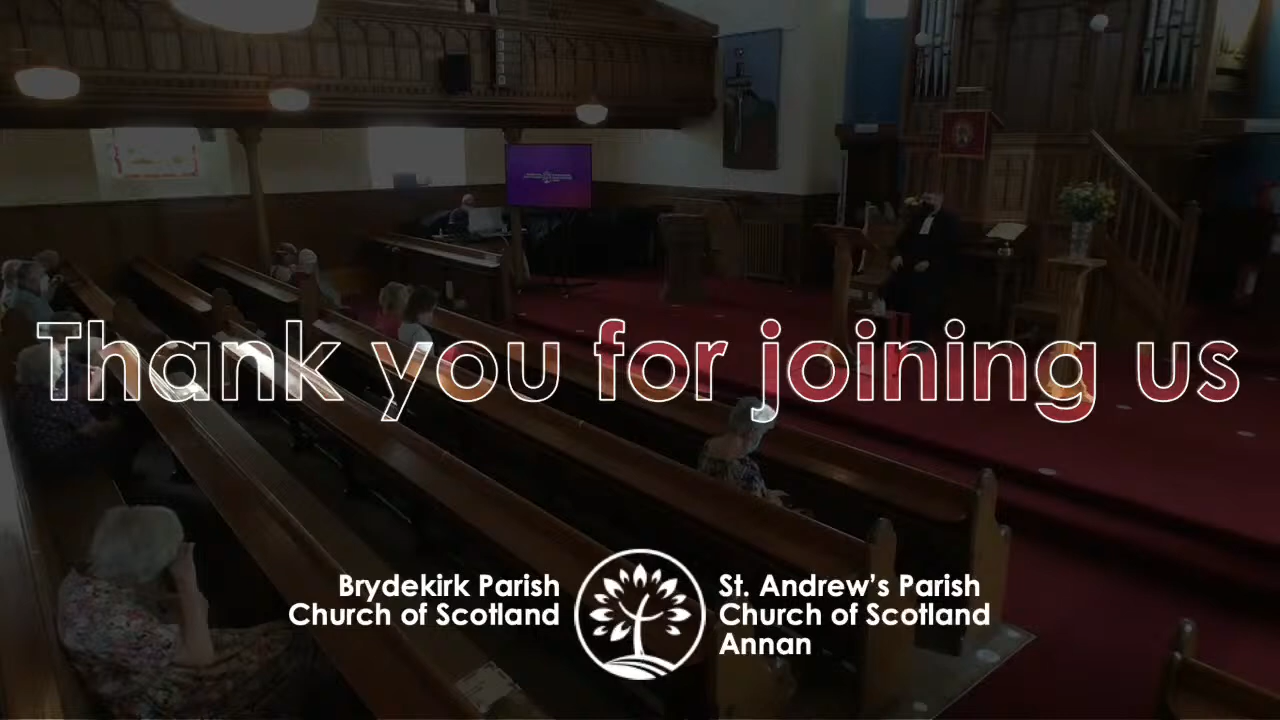 Thank you for joining us
Brydekirk Parish
Church of Scotland
St. Andrew's Parish
Church of Scotland
Annan